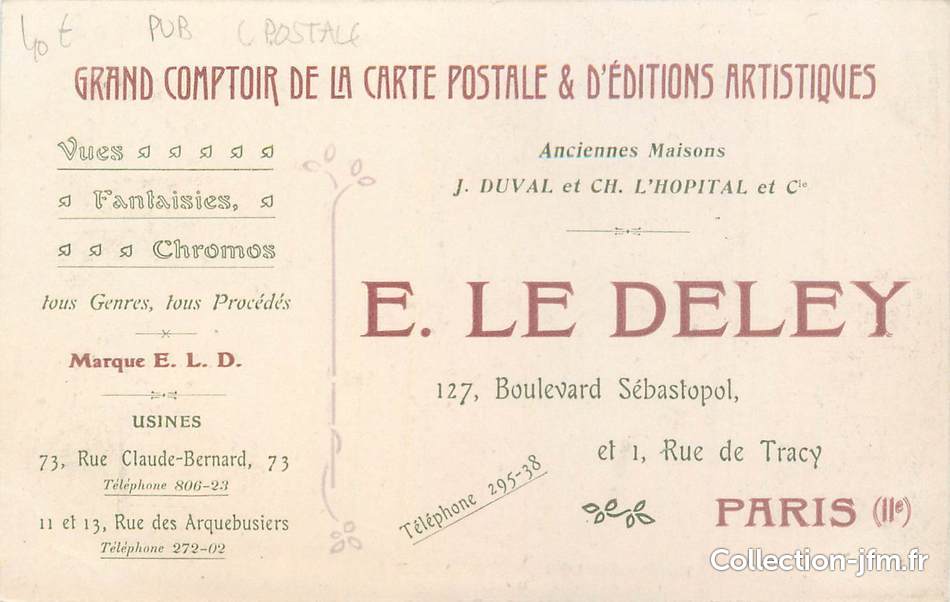 40 € PUB C POSTALE
GRAND COMPTOIR DE LA CARTE POSTALE & D'ÉDITIONS ARTISTIQUES
Vues
Fantaisies,
Chromos
tous Genres, tous Procédés
Marque E. L. D.
USINES
73, Rue Claude-Bernard, 73
Téléphone 806-23
11 et 13, Rue des Arquebusiers
Téléphone 272-02
Anciennes Maisons
J. DUVAL et CH. L'HOPITAL et Cie
E. LE DELEY
127, Boulevard Sébastopol,
et 1, Rue de Tracy
Téléphone 295-38
PARIS (IIe)
Collection-jfm.fr